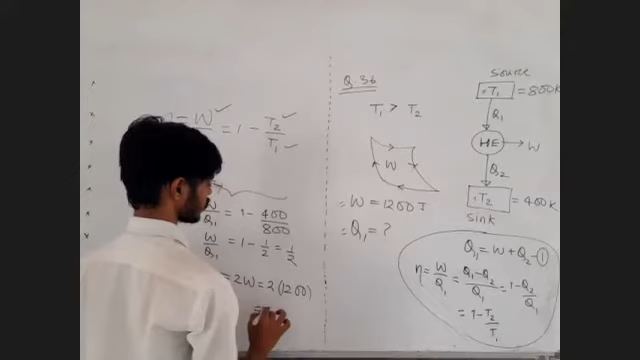 1 - W
= 1 - T₂/T₁
W/Q₁ = 1 - 400/800
W/Q₁ = 1 - 1/2 = 1/2
= 2W = 2(1200)
=
Q.36
T₁ > T₂
W
= W = 1200 J
= Q₁ = ?
source
T₁ = 800K
Q₁
HE → W
Q₂
T₂ = 400K
sink
Q₁ = W + Q₂ - 1
η = W/Q₁ = Q₁-Q₂/Q₁ = 1 - Q₂/Q₁
= 1 - T₂/T₁